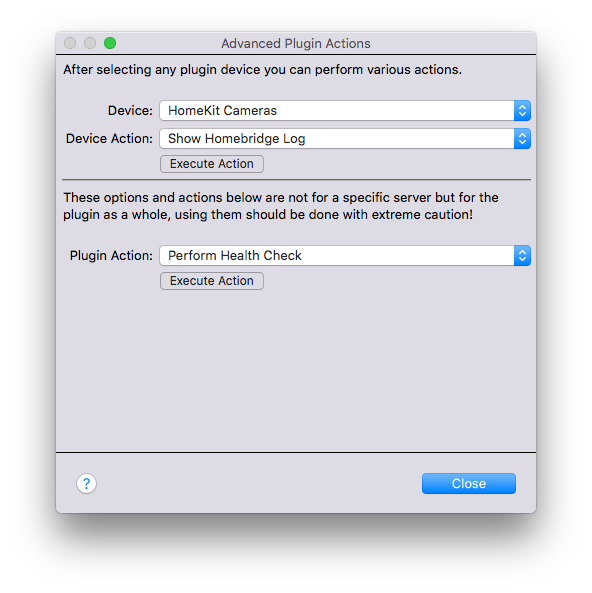 Advanced Plugin Actions
After selecting any plugin device you can perform various actions.
Device: HomeKit Cameras
Device Action: Show Homebridge Log
Execute Action
These options and actions below are not for a specific server but for the
plugin as a whole, using them should be done with extreme caution!
Plugin Action: Perform Health Check
Execute Action
? Close